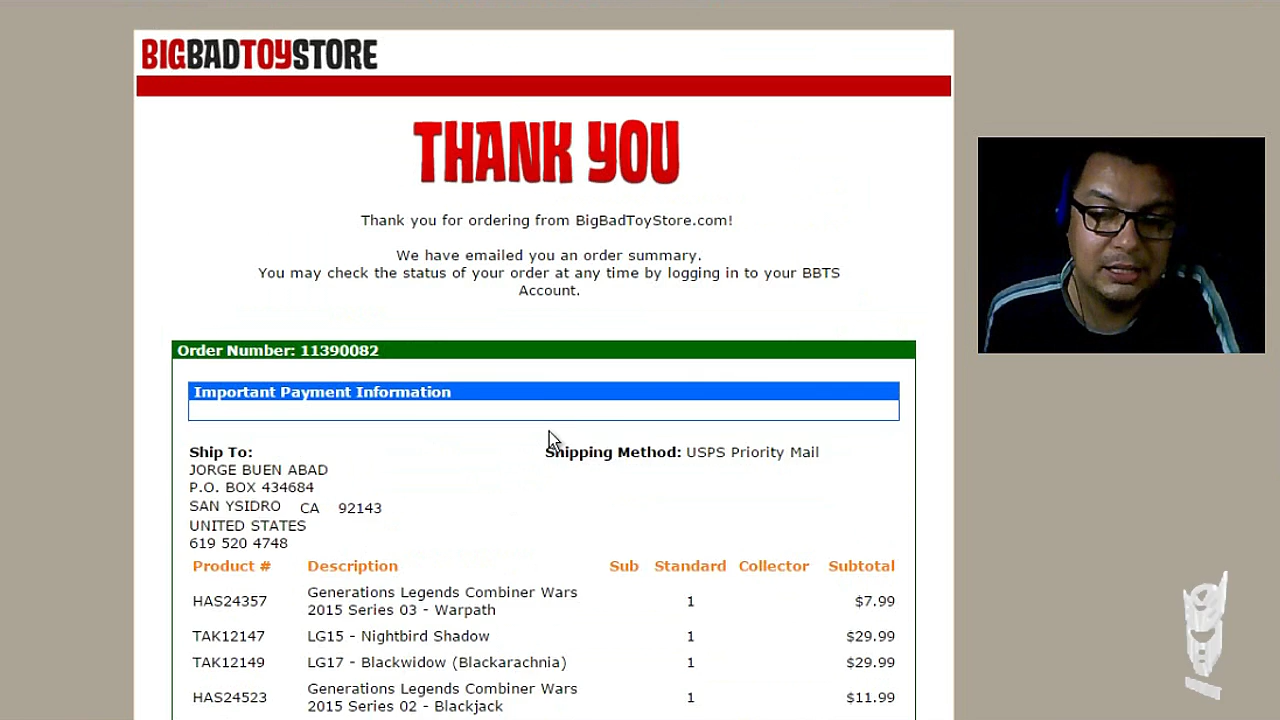 BIGBADTOYSTORE
THANK YOU
Thank you for ordering from BigBadToyStore.com!
We have emailed you an order summary.
You may check the status of your order at any time by logging in to your BBTS
Account.
Order Number: 11390082
Important Payment Information
Ship To:
Shipping Method: USPS Priority Mail
JORGE BUEN ABAD
P.O. BOX 434684
SAN YSIDRO CA 92143
UNITED STATES
619 520 4748
Product # Description Sub Standard Collector Subtotal
HAS24357 Generations Legends Combiner Wars 1 $7.99
2015 Series 03 - Warpath
TAK12147 LG15 - Nightbird Shadow 1 $29.99
TAK12149 LG17 - Blackwidow (Blackarachnia) 1 $29.99
HAS24523 Generations Legends Combiner Wars 1 $11.99
2015 Series 02 - Blackjack